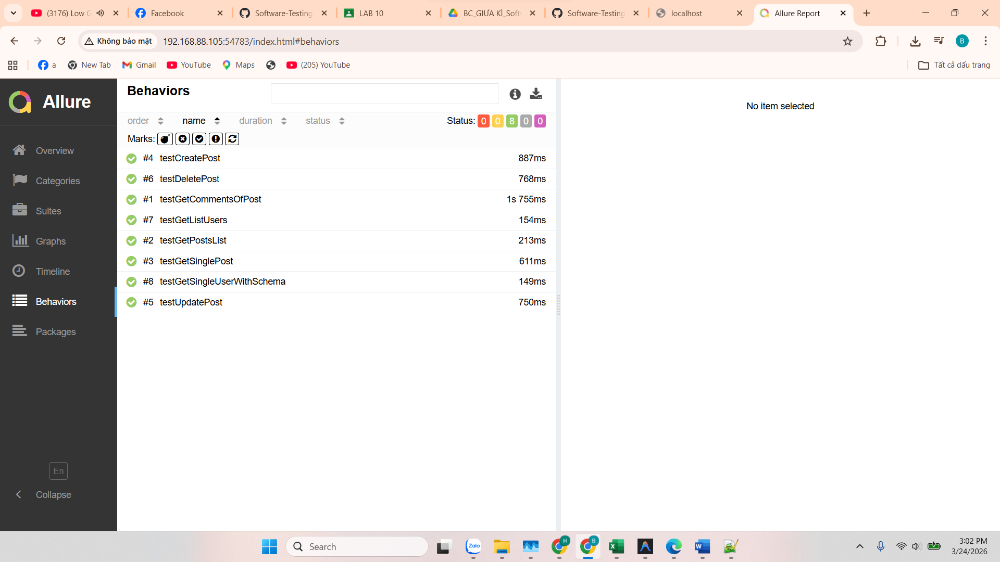 (3176) Low G
Facebook
Software-Testing
LAB 10
BC_GIỮA KÌ_Soft
Software-Testing
localhost
Allure Report
Không bảo mật
192.168.88.105:54783/index.html#behaviors
B
a
New Tab
Gmail
YouTube
Maps
(205) YouTube
Tất cả dấu trang
Allure
Overview
Categories
Suites
Graphs
Timeline
Behaviors
Packages
En
Collapse
Behaviors
order name duration status
Status: 0 0 8 0 0
Marks:
#4 testCreatePost 887ms
#6 testDeletePost 768ms
#1 testGetCommentsOfPost 1s 755ms
#7 testGetListUsers 154ms
#2 testGetPostsList 213ms
#3 testGetSinglePost 611ms
#8 testGetSingleUserWithSchema 149ms
#5 testUpdatePost 750ms
No item selected
Search
Zalo
H
B
3:02 PM
3/24/2026